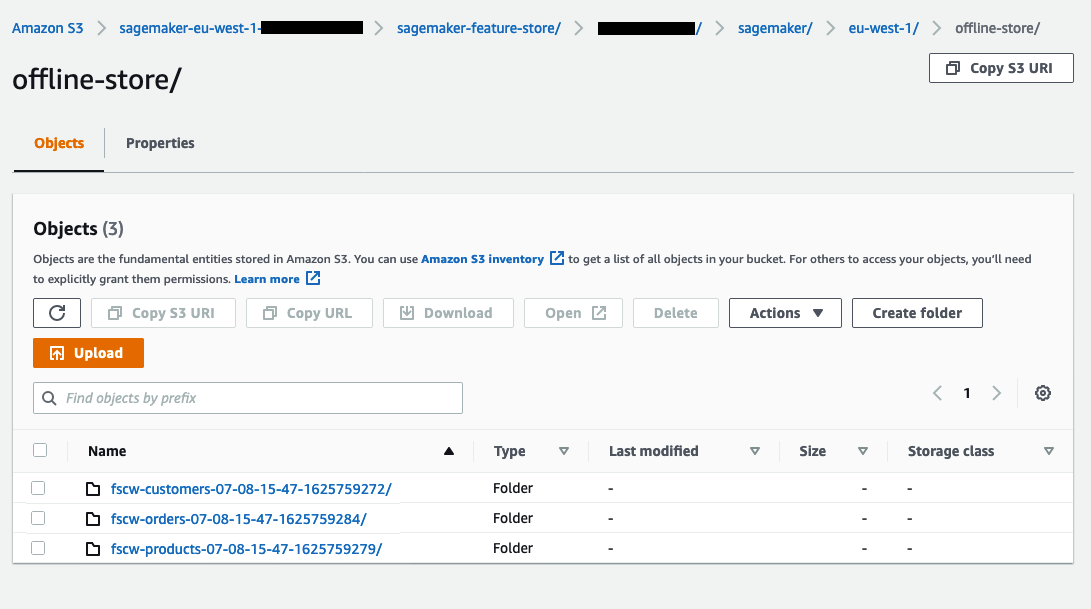 Amazon S3 > sagemaker-eu-west-1- > sagemaker-feature-store/ > / > sagemaker/ > eu-west-1/ > offline-store/
offline-store/
Copy S3 URI
Objects Properties
Objects (3)
Objects are the fundamental entities stored in Amazon S3. You can use Amazon S3 inventory to get a list of all objects in your bucket. For others to access your objects, you'll need
to explicitly grant them permissions. Learn more
Copy S3 URI Copy URL Download Open Delete Actions Create folder
Upload
Find objects by prefix
1
Name Type Last modified Size Storage class
fscw-customers-07-08-15-47-1625759272/ Folder - - -
fscw-orders-07-08-15-47-1625759284/ Folder - - -
fscw-products-07-08-15-47-1625759279/ Folder - - -